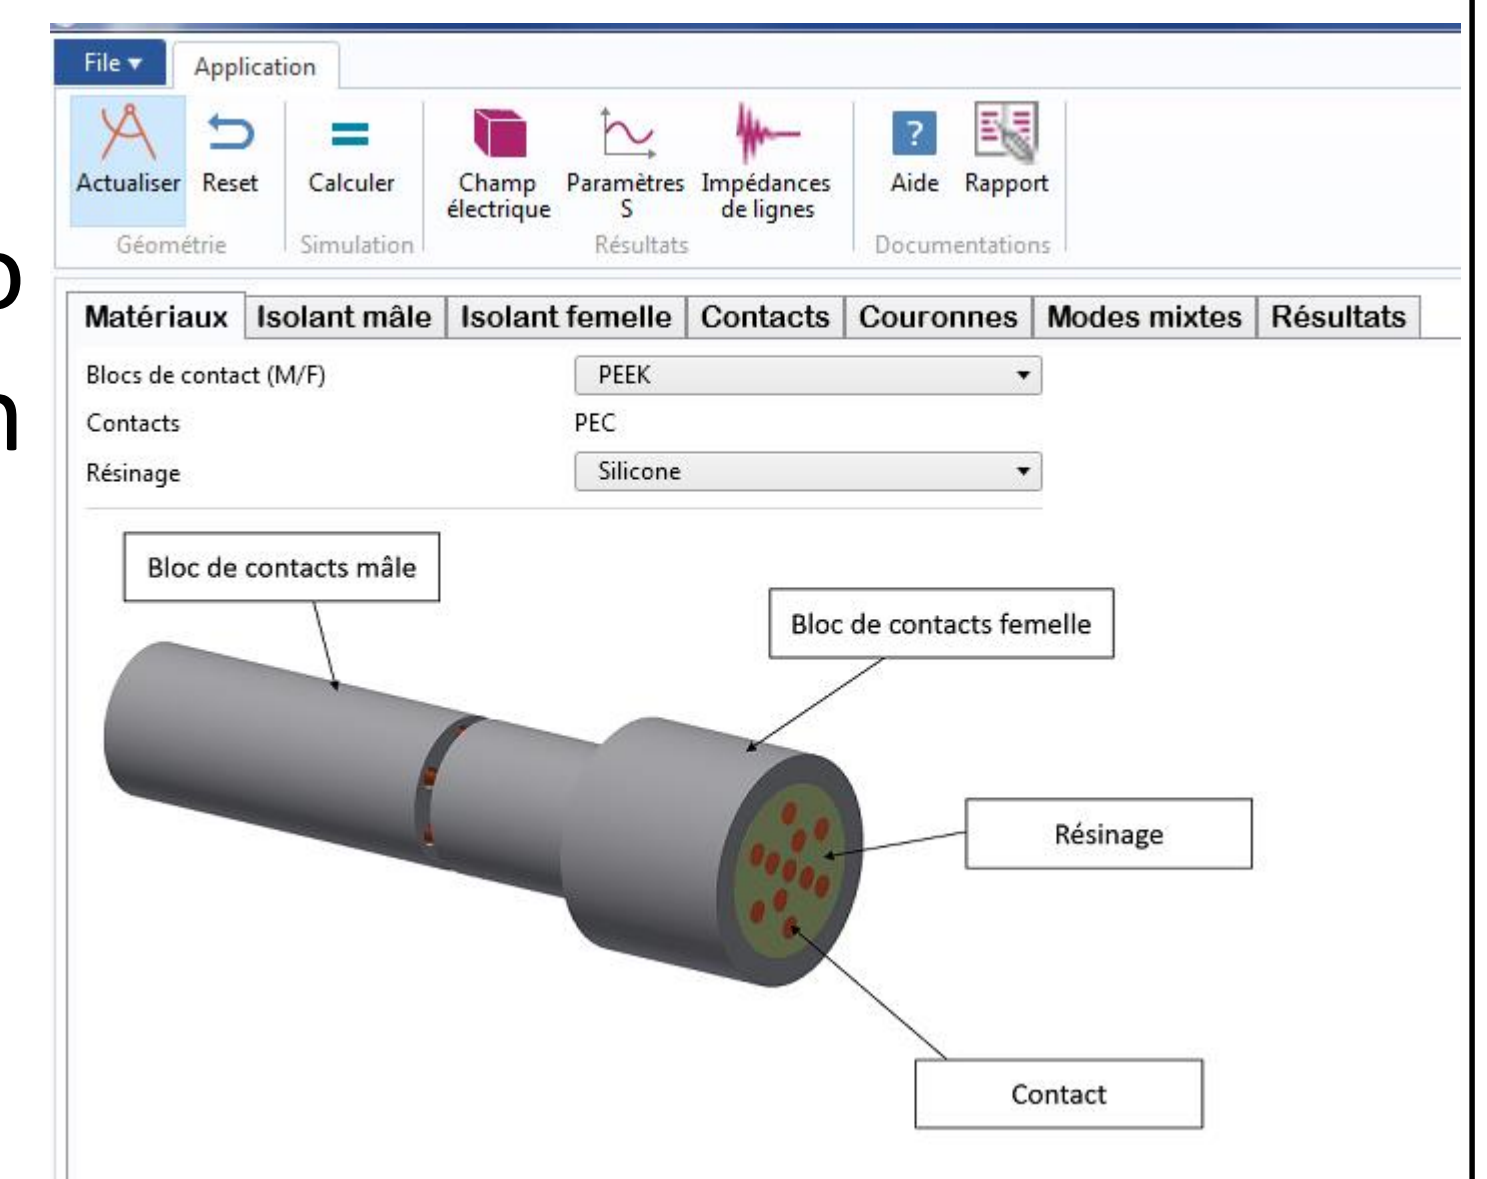 File Application
Actualiser Reset Calculer Champ Paramètres Impédances Aide Rapport
électrique S de lignes
Géométrie Simulation Résultats Documentations
Matériaux Isolant mâle Isolant femelle Contacts Couronnes Modes mixtes Résultats
Blocs de contact (M/F) PEEK
Contacts PEC
Résinage Silicone
Bloc de contacts mâle
Bloc de contacts femelle
Résinage
Contact